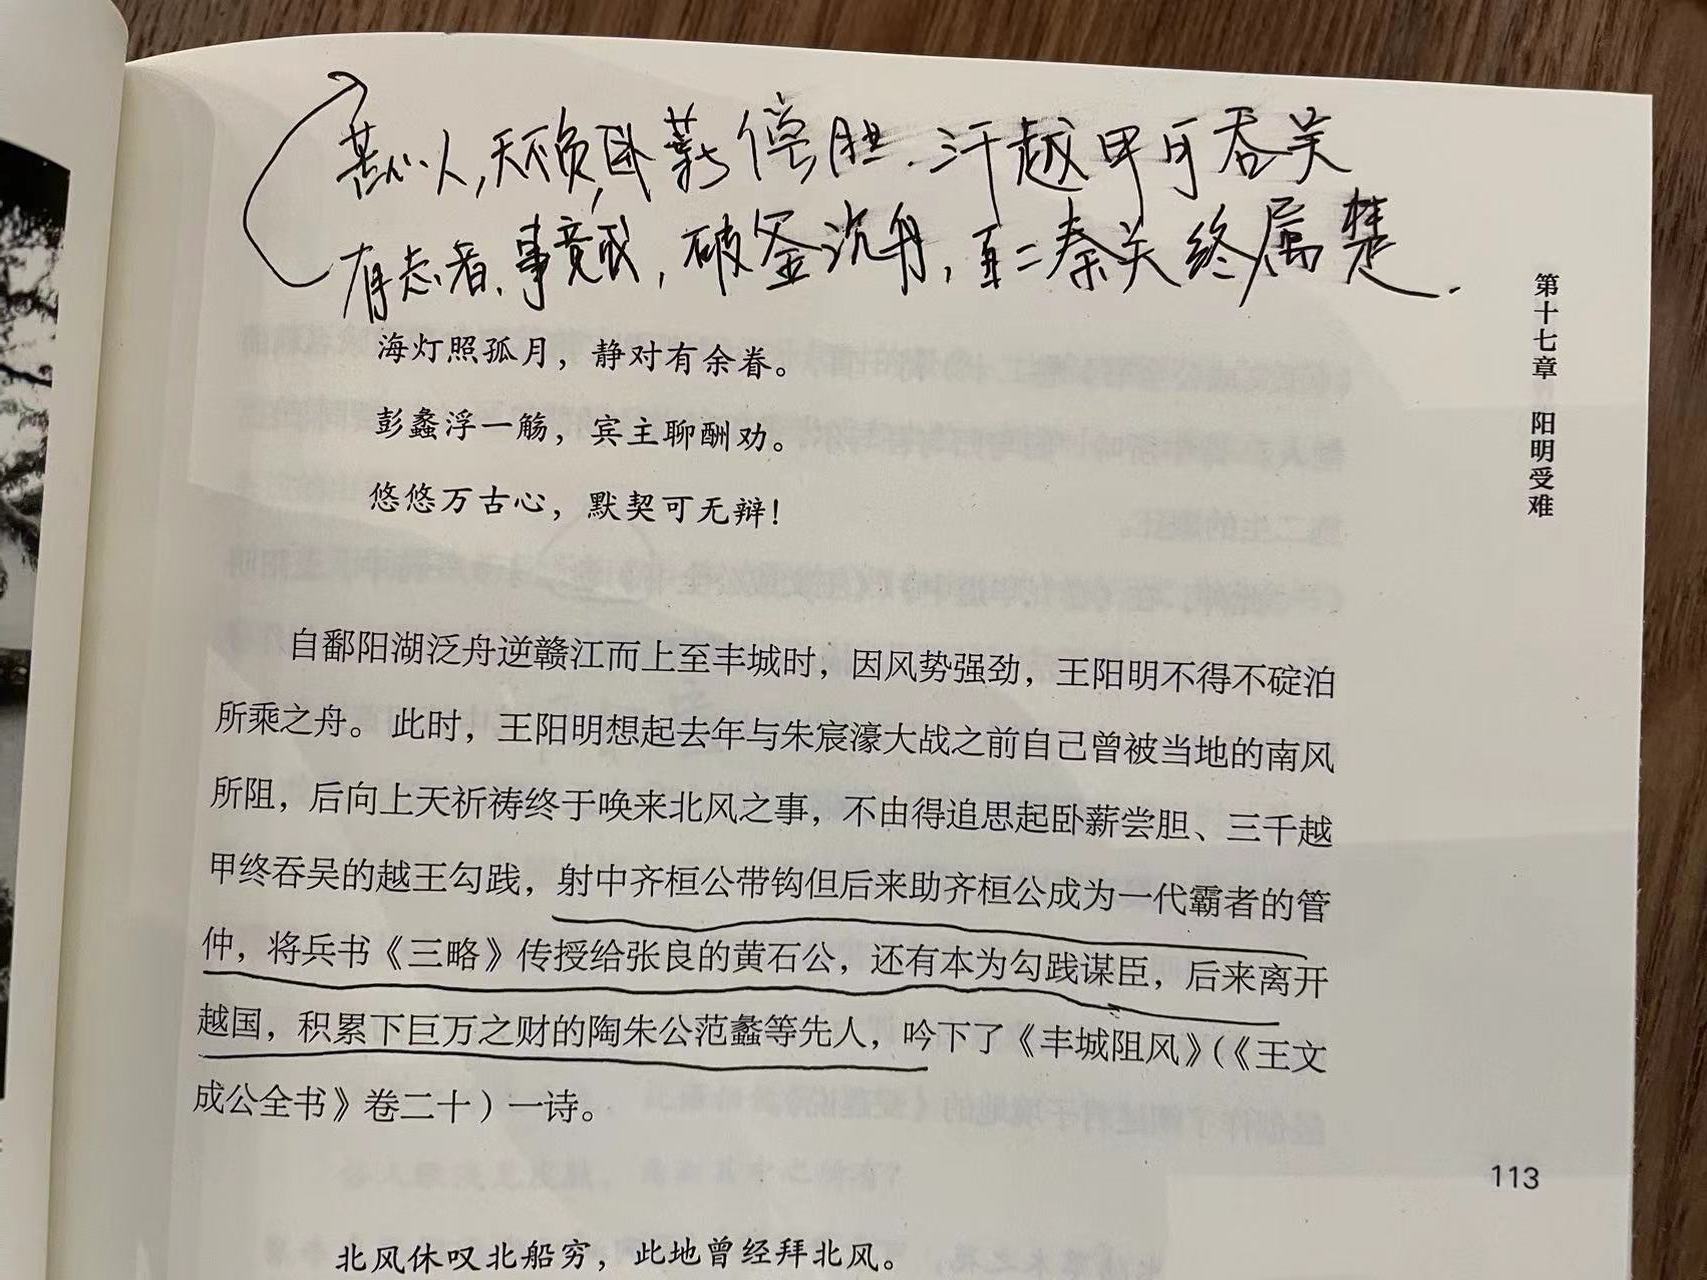 苦心人,天不负,卧薪偿胆.三千越甲可吞吴
有志者.事竟成,破釜沉舟,百二秦关终属楚.
海灯照孤月，静对有余眷。
彭蠡浮一觞，宾主聊酬劝。
悠悠万古心，默契可无辩！
自鄱阳湖泛舟逆赣江而上至丰城时，因风势强劲，王阳明不得不碇泊
所乘之舟。此时，王阳明想起去年与朱宸濠大战之前自己曾被当地的南风
所阻，后向上天祈祷终于唤来北风之事，不由得追思起卧薪尝胆、三千越
甲终吞吴的越王勾践，射中齐桓公带钩但后来助齐桓公成为一代霸者的管
仲，将兵书《三略》传授给张良的黄石公，还有本为勾践谋臣，后来离开
越国，积累下巨万之财的陶朱公范蠡等先人，吟下了《丰城阻风》(《王文
成公全书》卷二十）一诗。
北风休叹北船穷，此地曾经拜北风。
第十七章 阳明受难
113